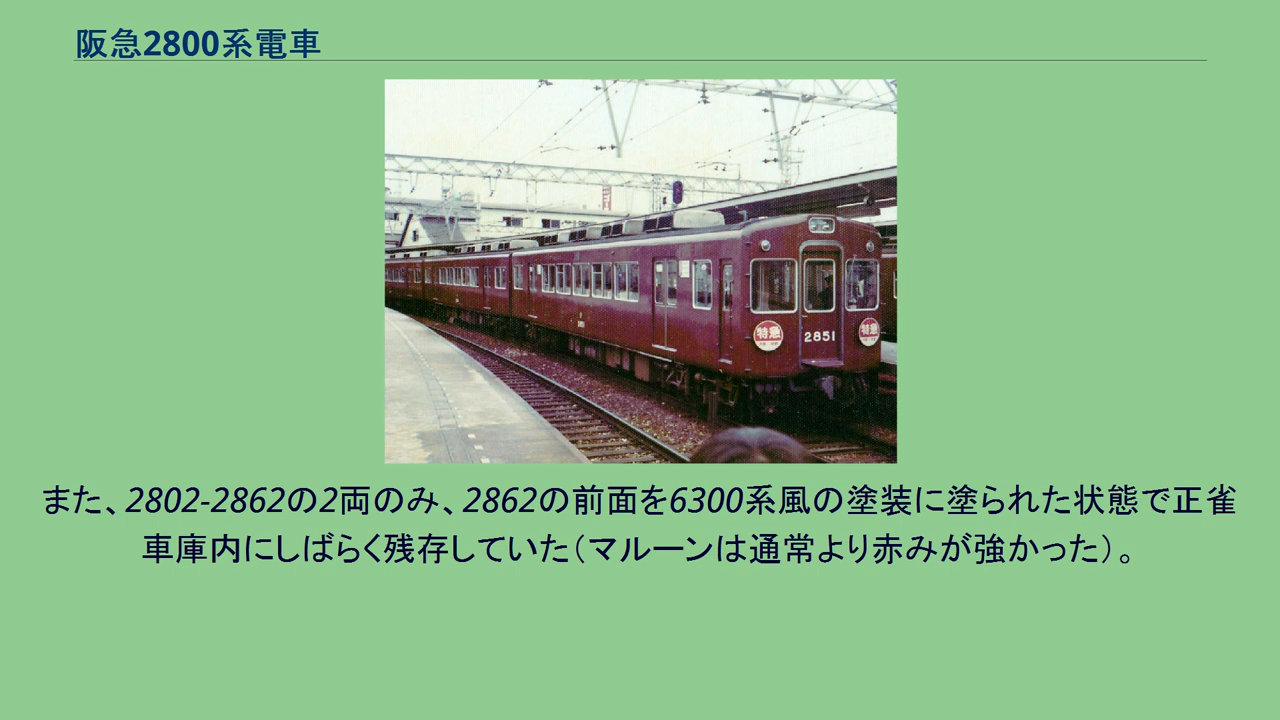 阪急2800系電車
特急
2851
特急
また、2802-2862の2両のみ、2862の前面を6300系風の塗装に塗られた状態で正雀
車庫内にしばらく残存していた（マルーンは通常より赤みが強かった）。